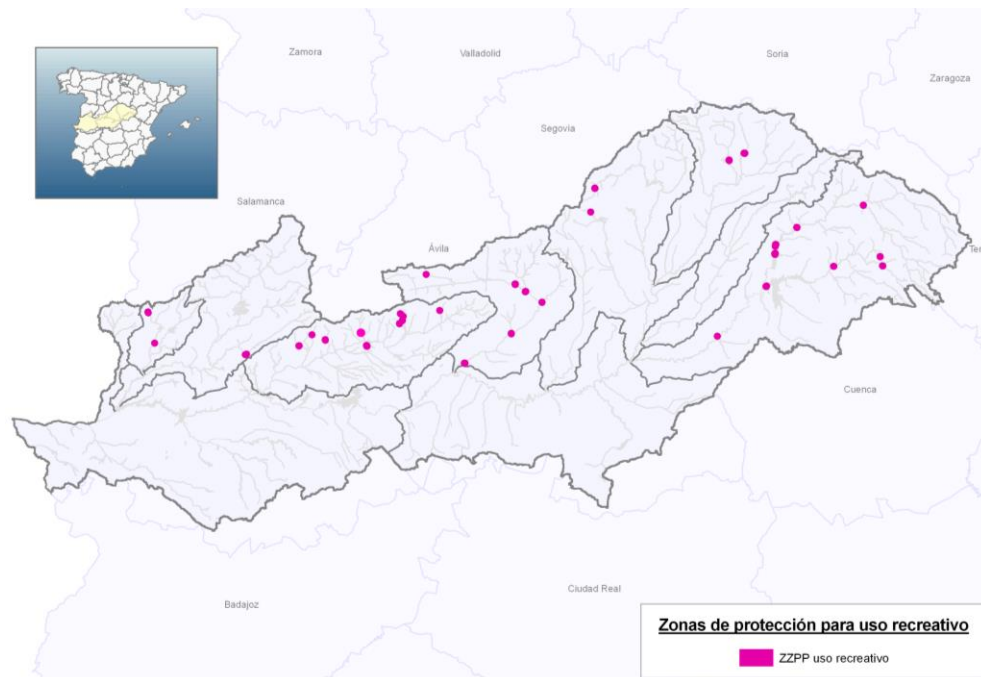 Zamora
Valladolid
Soria
Zaragoza
Segovia
Salamanca
Ávila
Cuenca
Ciudad Real
Badajoz
Zonas de protección para uso recreativo
ZZPP uso recreativo